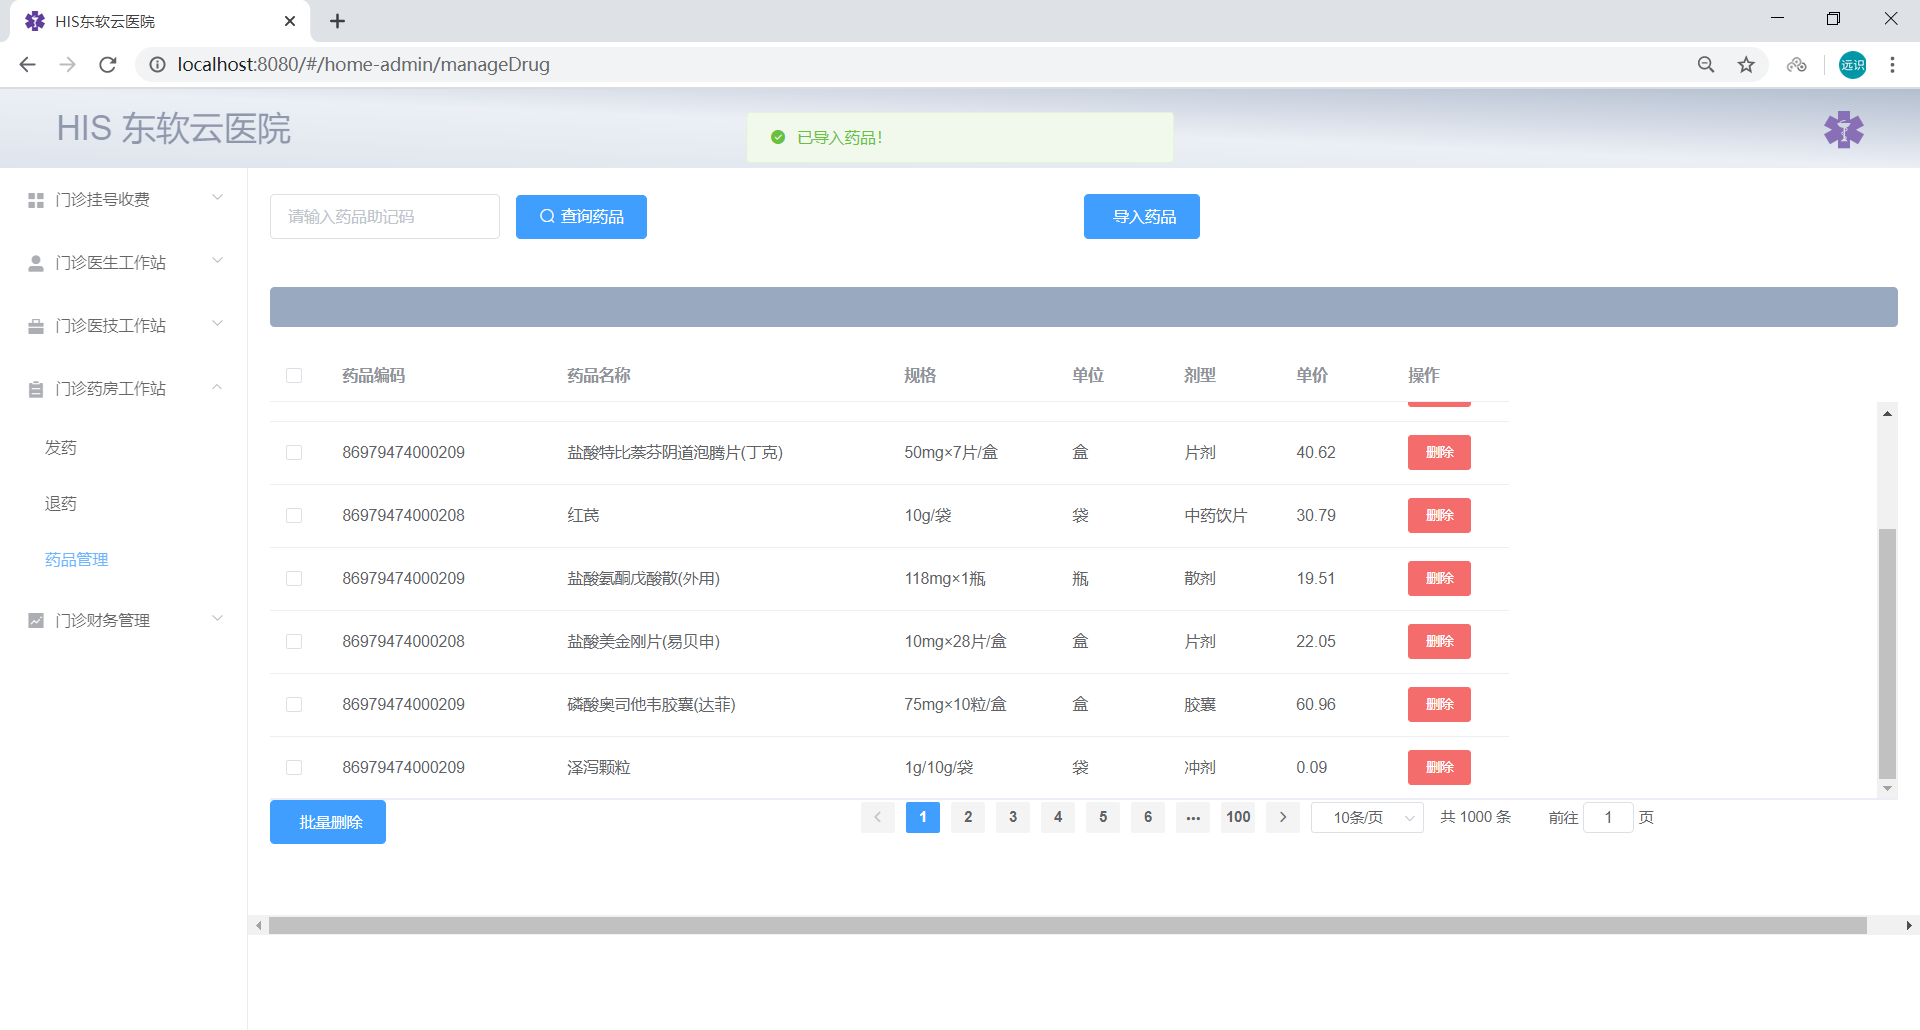 HIS东软云医院
localhost:8080/#/home-admin/manageDrug
远识
HIS 东软云医院
已导入药品！
门诊挂号收费
门诊医生工作站
门诊医技工作站
门诊药房工作站
发药
退药
药品管理
门诊财务管理
请输入药品助记码
查询药品
导入药品
药品编码 药品名称 规格 单位 剂型 单价 操作
86979474000209 盐酸特比萘芬阴道泡腾片(丁克) 50mg×7片/盒 盒 片剂 40.62 删除
86979474000208 红芪 10g/袋 袋 中药饮片 30.79 删除
86979474000209 盐酸氨酮戊酸散(外用) 118mg×1瓶 瓶 散剂 19.51 删除
86979474000208 盐酸美金刚片(易贝申) 10mg×28片/盒 盒 片剂 22.05 删除
86979474000209 磷酸奥司他韦胶囊(达菲) 75mg×10粒/盒 盒 胶囊 60.96 删除
86979474000209 泽泻颗粒 1g/10g/袋 袋 冲剂 0.09 删除
批量删除
1 2 3 4 5 6 ... 100 10条/页 共 1000 条 前往 1 页